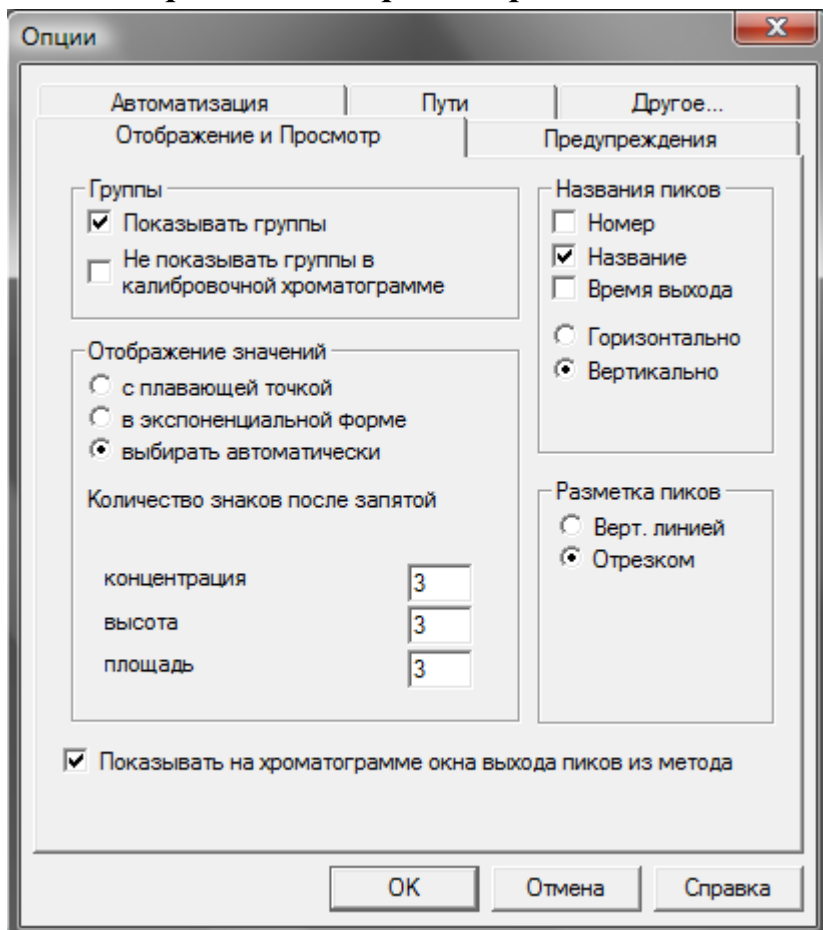 Опции
X
Автоматизация
Пути
Другое...
Отображение и Просмотр
Предупреждения
Группы
Показывать группы
Не показывать группы в
калибровочной хроматограмме
Названия пиков
Номер
Название
Время выхода
Горизонтально
Вертикально
Отображение значений
с плавающей точкой
в экспоненциальной форме
выбирать автоматически
Количество знаков после запятой
концентрация 3
высота 3
площадь 3
Разметка пиков
Верт. линией
Отрезком
Показывать на хроматограмме окна выхода пиков из метода
OK
Отмена
Справка